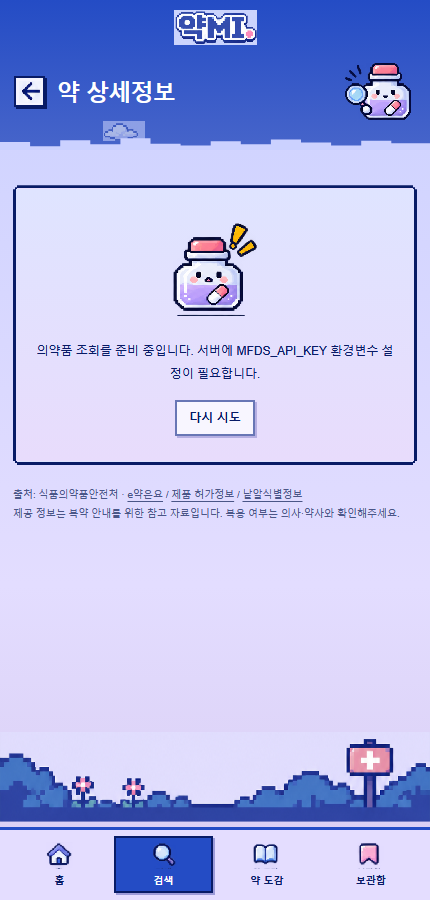 약MI.
약 상세정보
의약품 조회를 준비 중입니다. 서버에 MFDS_API_KEY 환경변수 설
정이 필요합니다.
다시 시도
출처: 식품의약품안전처 · e약은요 / 제품 허가정보 / 낱알식별정보
제공 정보는 복약 안내를 위한 참고 자료입니다. 복용 여부는 의사·약사와 확인해주세요.
홈
검색
약 도감
보관함